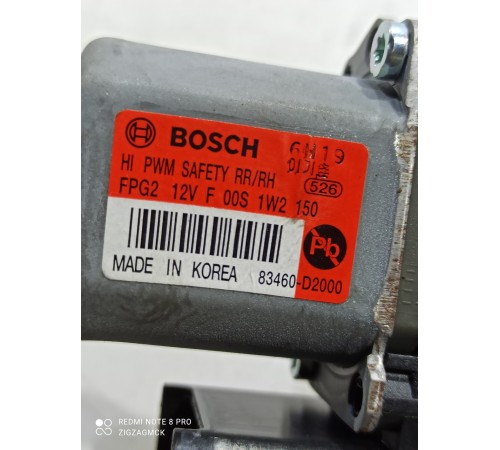 BOSCH 6H19
HI PWM SAFETY RR/RH
FPG2 12V F 00S 1W2 150
526
Pb
MADE IN KOREA 83460-D2000
REDMI NOTE 8 PRO
ZIGZAGMCK